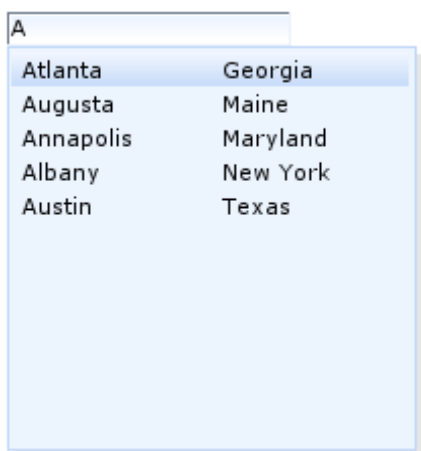 A
Atlanta Georgia
Augusta Maine
Annapolis Maryland
Albany New York
Austin Texas